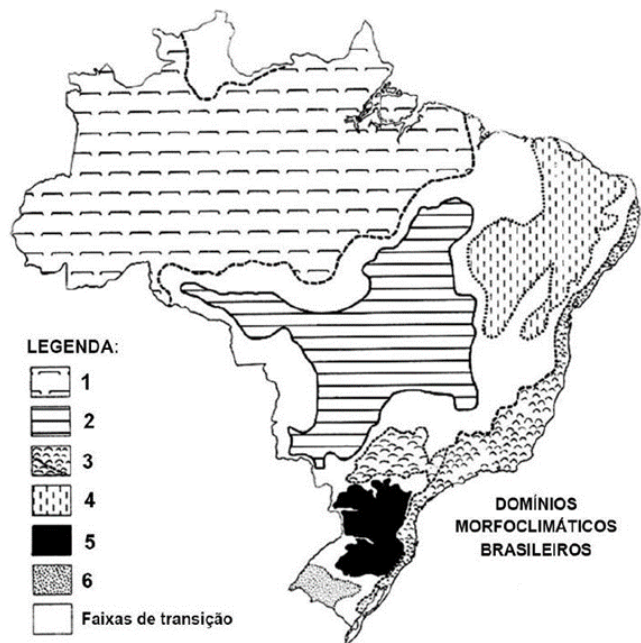 LEGENDA:
1
2
3
4
5
6
Faixas de transição
DOMÍNIOS
MORFOCLIMÁTICOS
BRASILEIROS